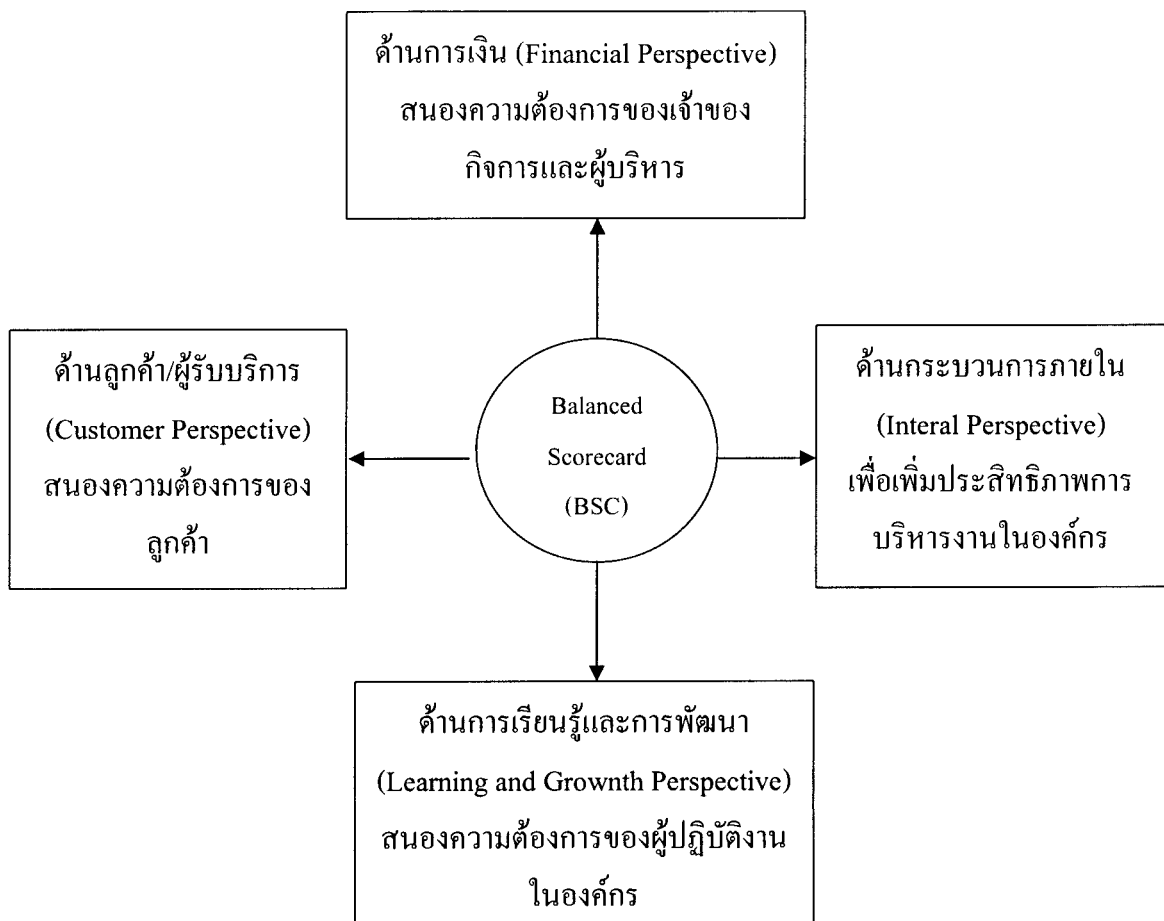 ด้านการเงิน (Financial Perspective)
สนองความต้องการของเจ้าของ
กิจการและผู้บริหาร
ด้านลูกค้า/ผู้รับบริการ
(Customer Perspective)
สนองความต้องการของ
ลูกค้า
Balanced
Scorecard
(BSC)
ด้านกระบวนการภายใน
(Interal Perspective)
เพื่อเพิ่มประสิทธิภาพการ
บริหารงานในองค์กร
ด้านการเรียนรู้และการพัฒนา
(Learning and Grownth Perspective)
สนองความต้องการของผู้ปฏิบัติงาน
ในองค์กร